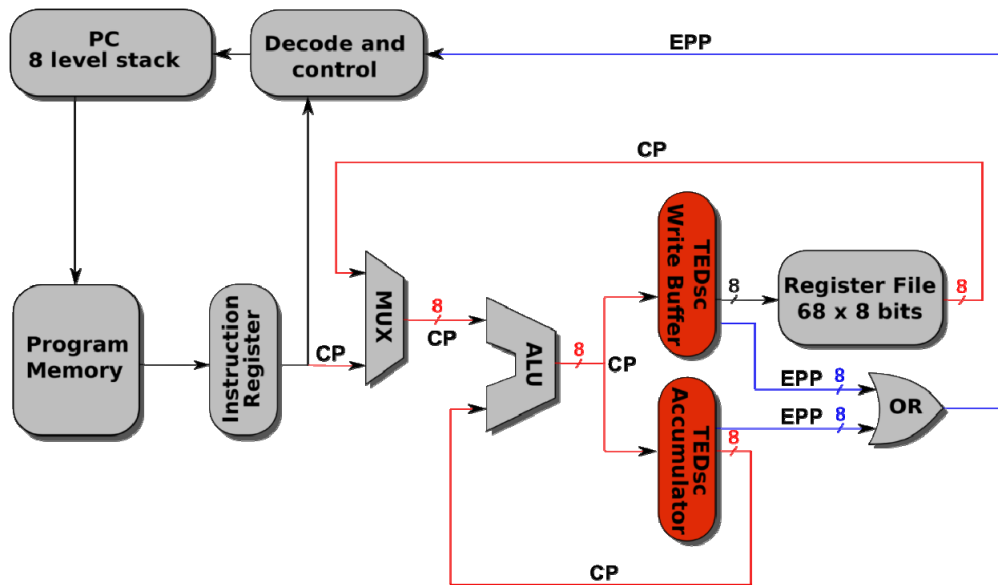 PC
8 level stack
Decode and
control
EPP
CP
TEDsc
Write Buffer
8
Register File
68 x 8 bits
8
MUX
8
CP
ALU
8
CP
Program
Memory
Instruction
Register
CP
EPP
8
EPP
8
OR
TEDsc
Accumulator
8
CP